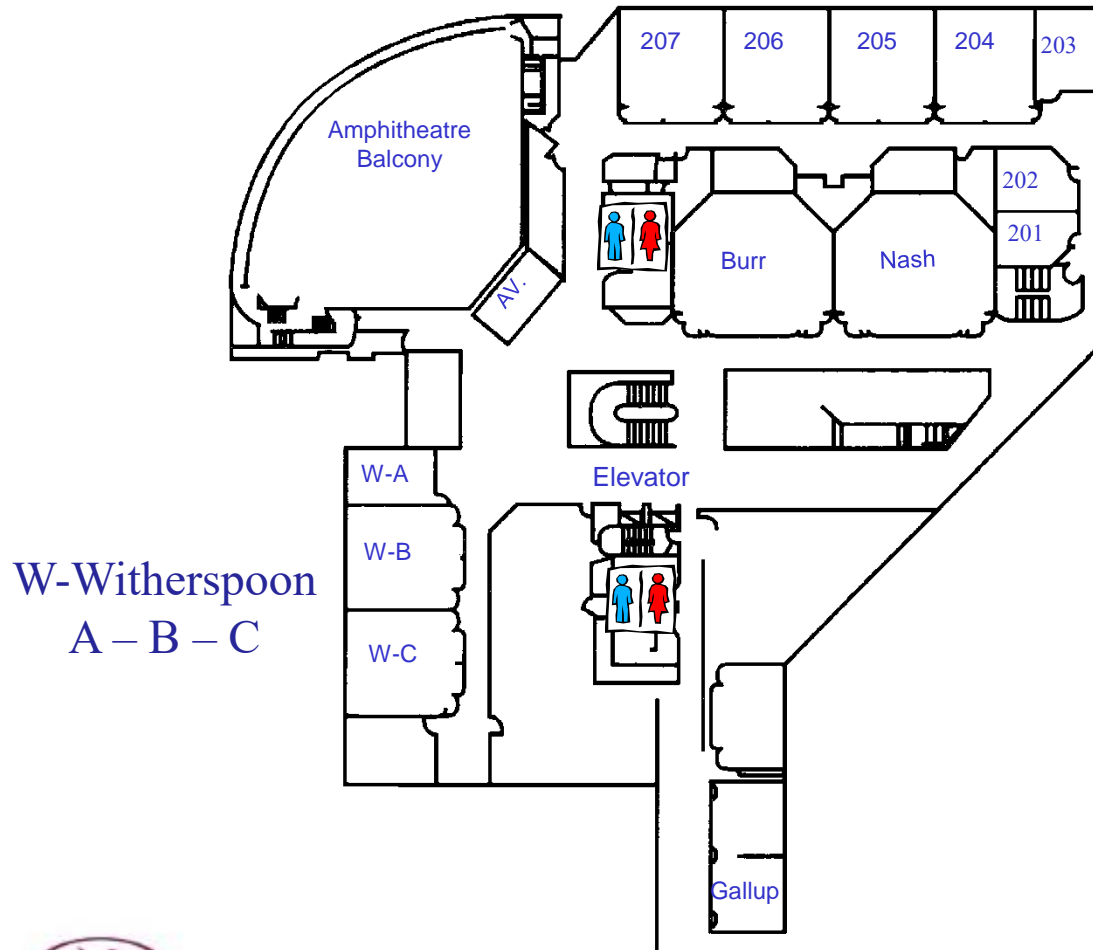 207
206
205
204
203
Amphitheatre
Balcony
202
201
Burr
Nash
AV.
W-A
Elevator
W-B
W-Witherspoon
A – B – C
W-C
Gallup